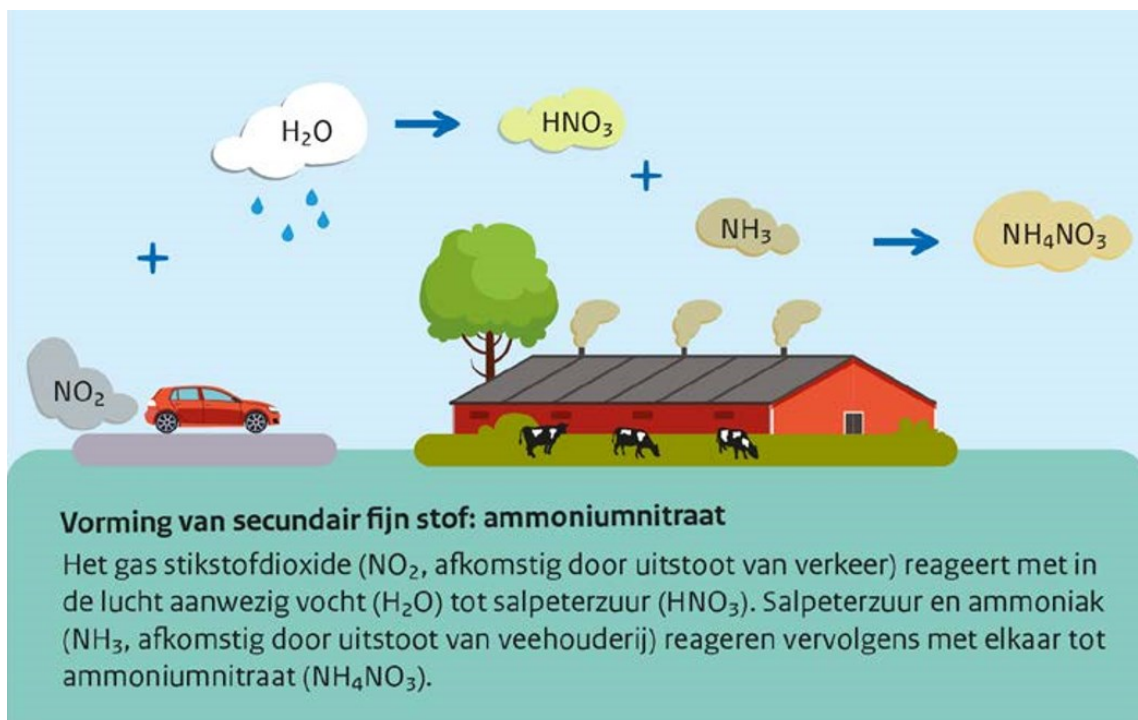 H₂O
HNO₃
NH₃
NH₄NO₃
NO₂
Vorming van secundair fijn stof: ammoniumnitraat
Het gas stikstofdioxide (NO₂, afkomstig door uitstoot van verkeer) reageert met in
de lucht aanwezig vocht (H₂O) tot salpeterzuur (HNO₃). Salpeterzuur en ammoniak
(NH₃, afkomstig door uitstoot van veehouderij) reageren vervolgens met elkaar tot
ammoniumnitraat (NH₄NO₃).